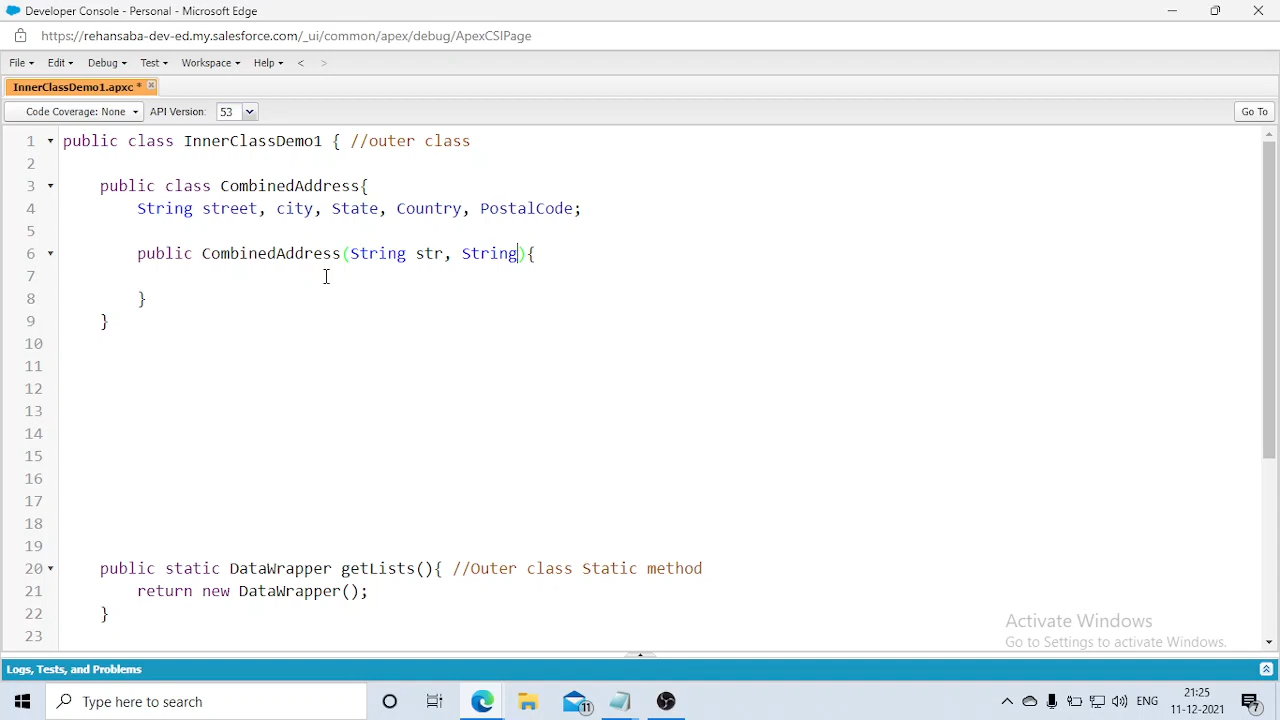 Developer Console - Personal - Microsoft Edge
https://rehansaba-dev-ed.my.salesforce.com/_ui/common/apex/debug/ApexCSIPage
File Edit Debug Test Workspace Help < >
InnerClassDemo1.apxc *
Code Coverage: None API Version: 53 Go To
1 public class InnerClassDemo1 { //outer class
2
3 public class CombinedAddress{
4 String street, city, State, Country, PostalCode;
5
6 public CombinedAddress(String str, String){
7
8 }
9 }
10
11
12
13
14
15
16
17
18
19
20 public static DataWrapper getLists(){ //Outer class Static method
21 return new DataWrapper();
22 }
23
Activate Windows
Go to Settings to activate Windows.
Logs, Tests, and Problems
Type here to search
11
ENG
21:25
11-12-2021
7